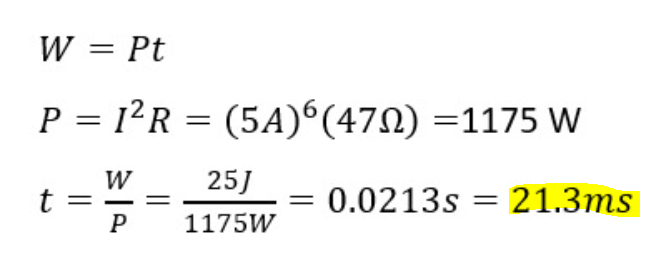 W = Pt
P = I²R = (5A)⁶(47Ω) =1175 W
t = W/P = 25J/1175W = 0.0213s = 21.3ms